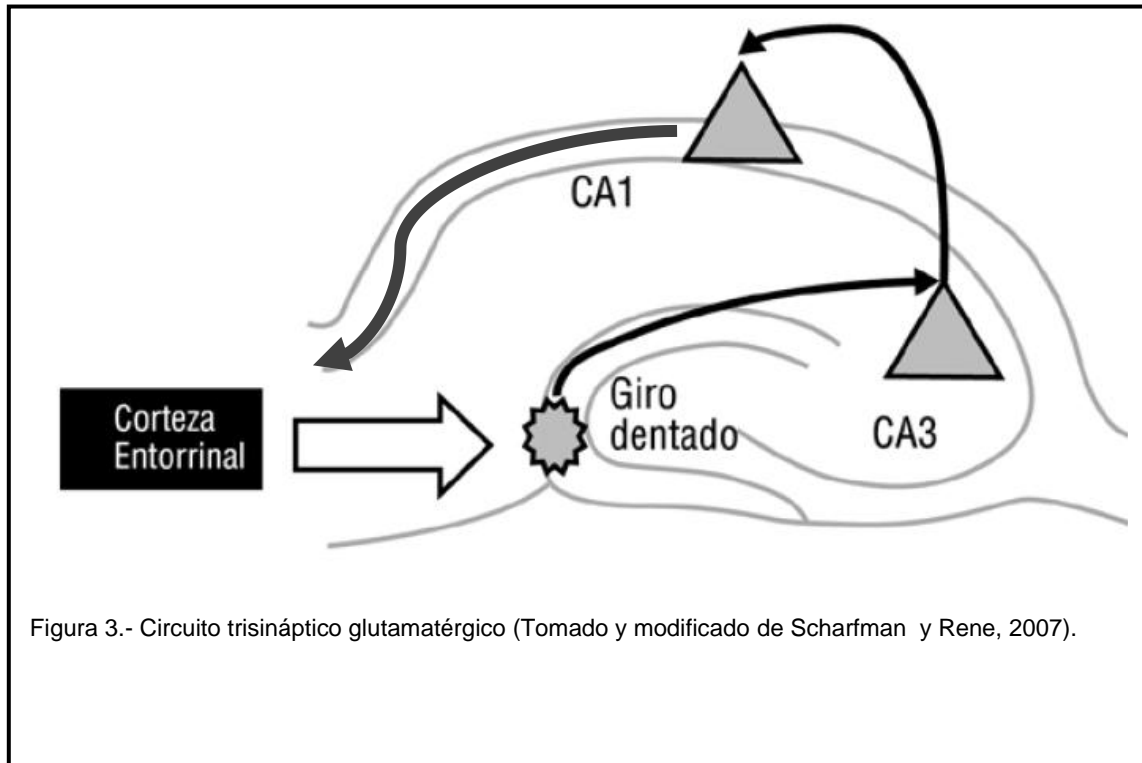 CA1
Corteza
Entorrinal
Giro
dentado
CA3
Figura 3.- Circuito trisináptico glutamatérgico (Tomado y modificado de Scharfman y Rene, 2007).